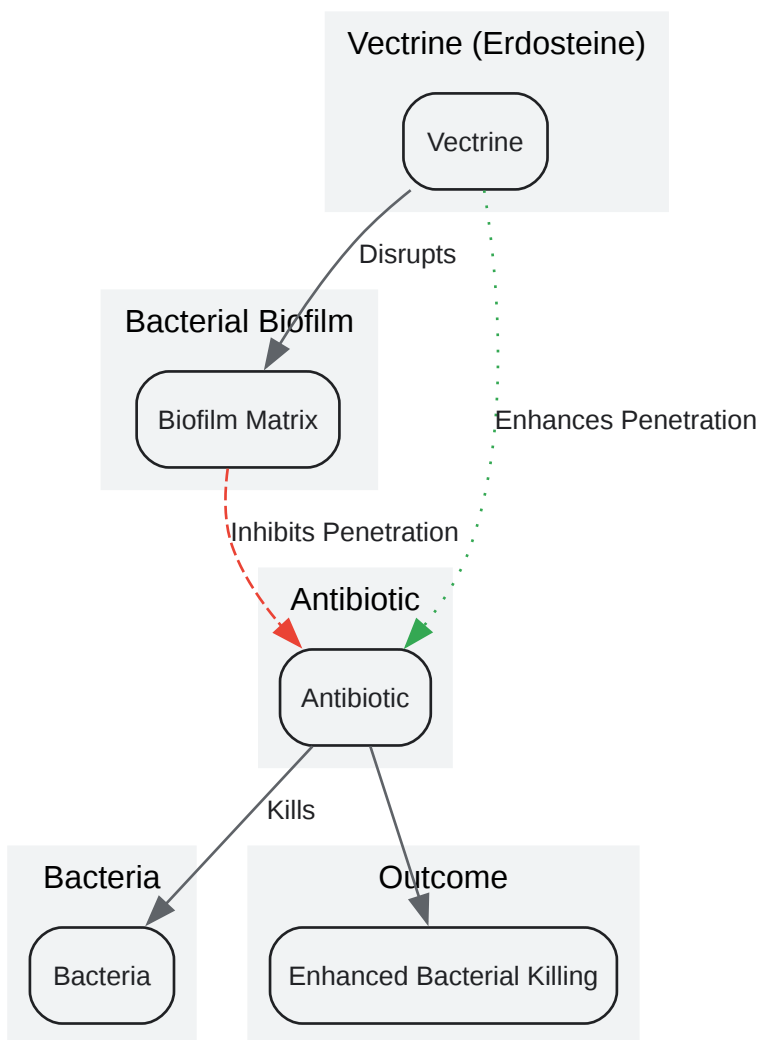 Vectrine (Erdosteine)
Vectrine
Disrupts
Bacterial Biofilm
Biofilm Matrix
Enhances Penetration
Inhibits Penetration
Antibiotic
Antibiotic
Kills
Bacteria
Outcome
Bacteria
Enhanced Bacterial Killing